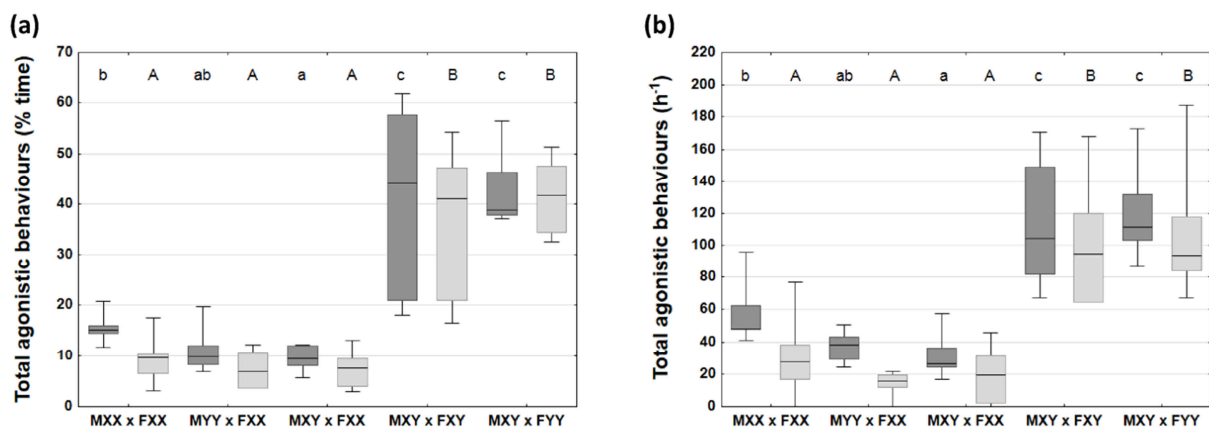 (a)
Total agonistic behaviours (% time)
70
60
50
40
30
20
10
0
b A ab A a A c B c B
MXX x FXX MYY x FXX MXY x FXX MXY x FXY MXY x FYY
(b)
Total agonistic behaviours (h-1)
220
200
180
160
140
120
100
80
60
40
20
0
b A ab A a A c B c B
MXX x FXX MYY x FXX MXY x FXX MXY x FXY MXY x FYY